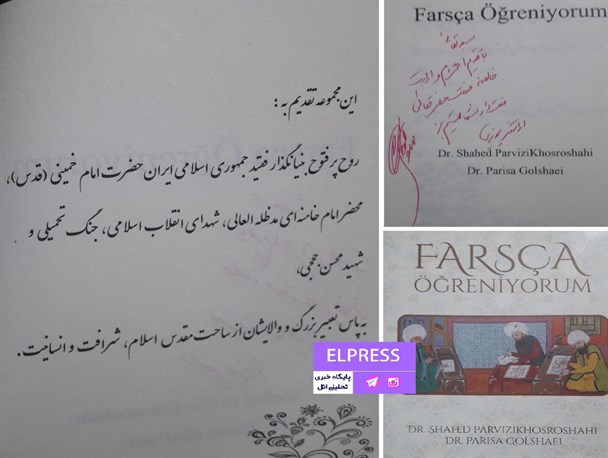 این مجموعه تقدیم به:
روح پرفتوح بنیانگذار فقید جمهوری اسلامی ایران حضرت امام خمینی (قدس)،
محضر امام خامنه‌ای مدظله العالی، شهدای انقلاب اسلامی، جنگ تحمیلی و
شهید محسن حججی،
به پاس تعبیر بزرگ و والایشان از ساحت مقدس اسلام، شرافت و انسانیت.
Farsça Öğreniyorum
Dr. Shahed ParviziKhosroshahi
Dr. Parisa Golshaei
FARSÇA
ÖĞRENİYORUM
DR. SHAHED PARVIZIKHOSROSHAHI
DR. PARISA GOLSHAEI
ELPRESS
پایگاه خبری
تحلیلی ائل